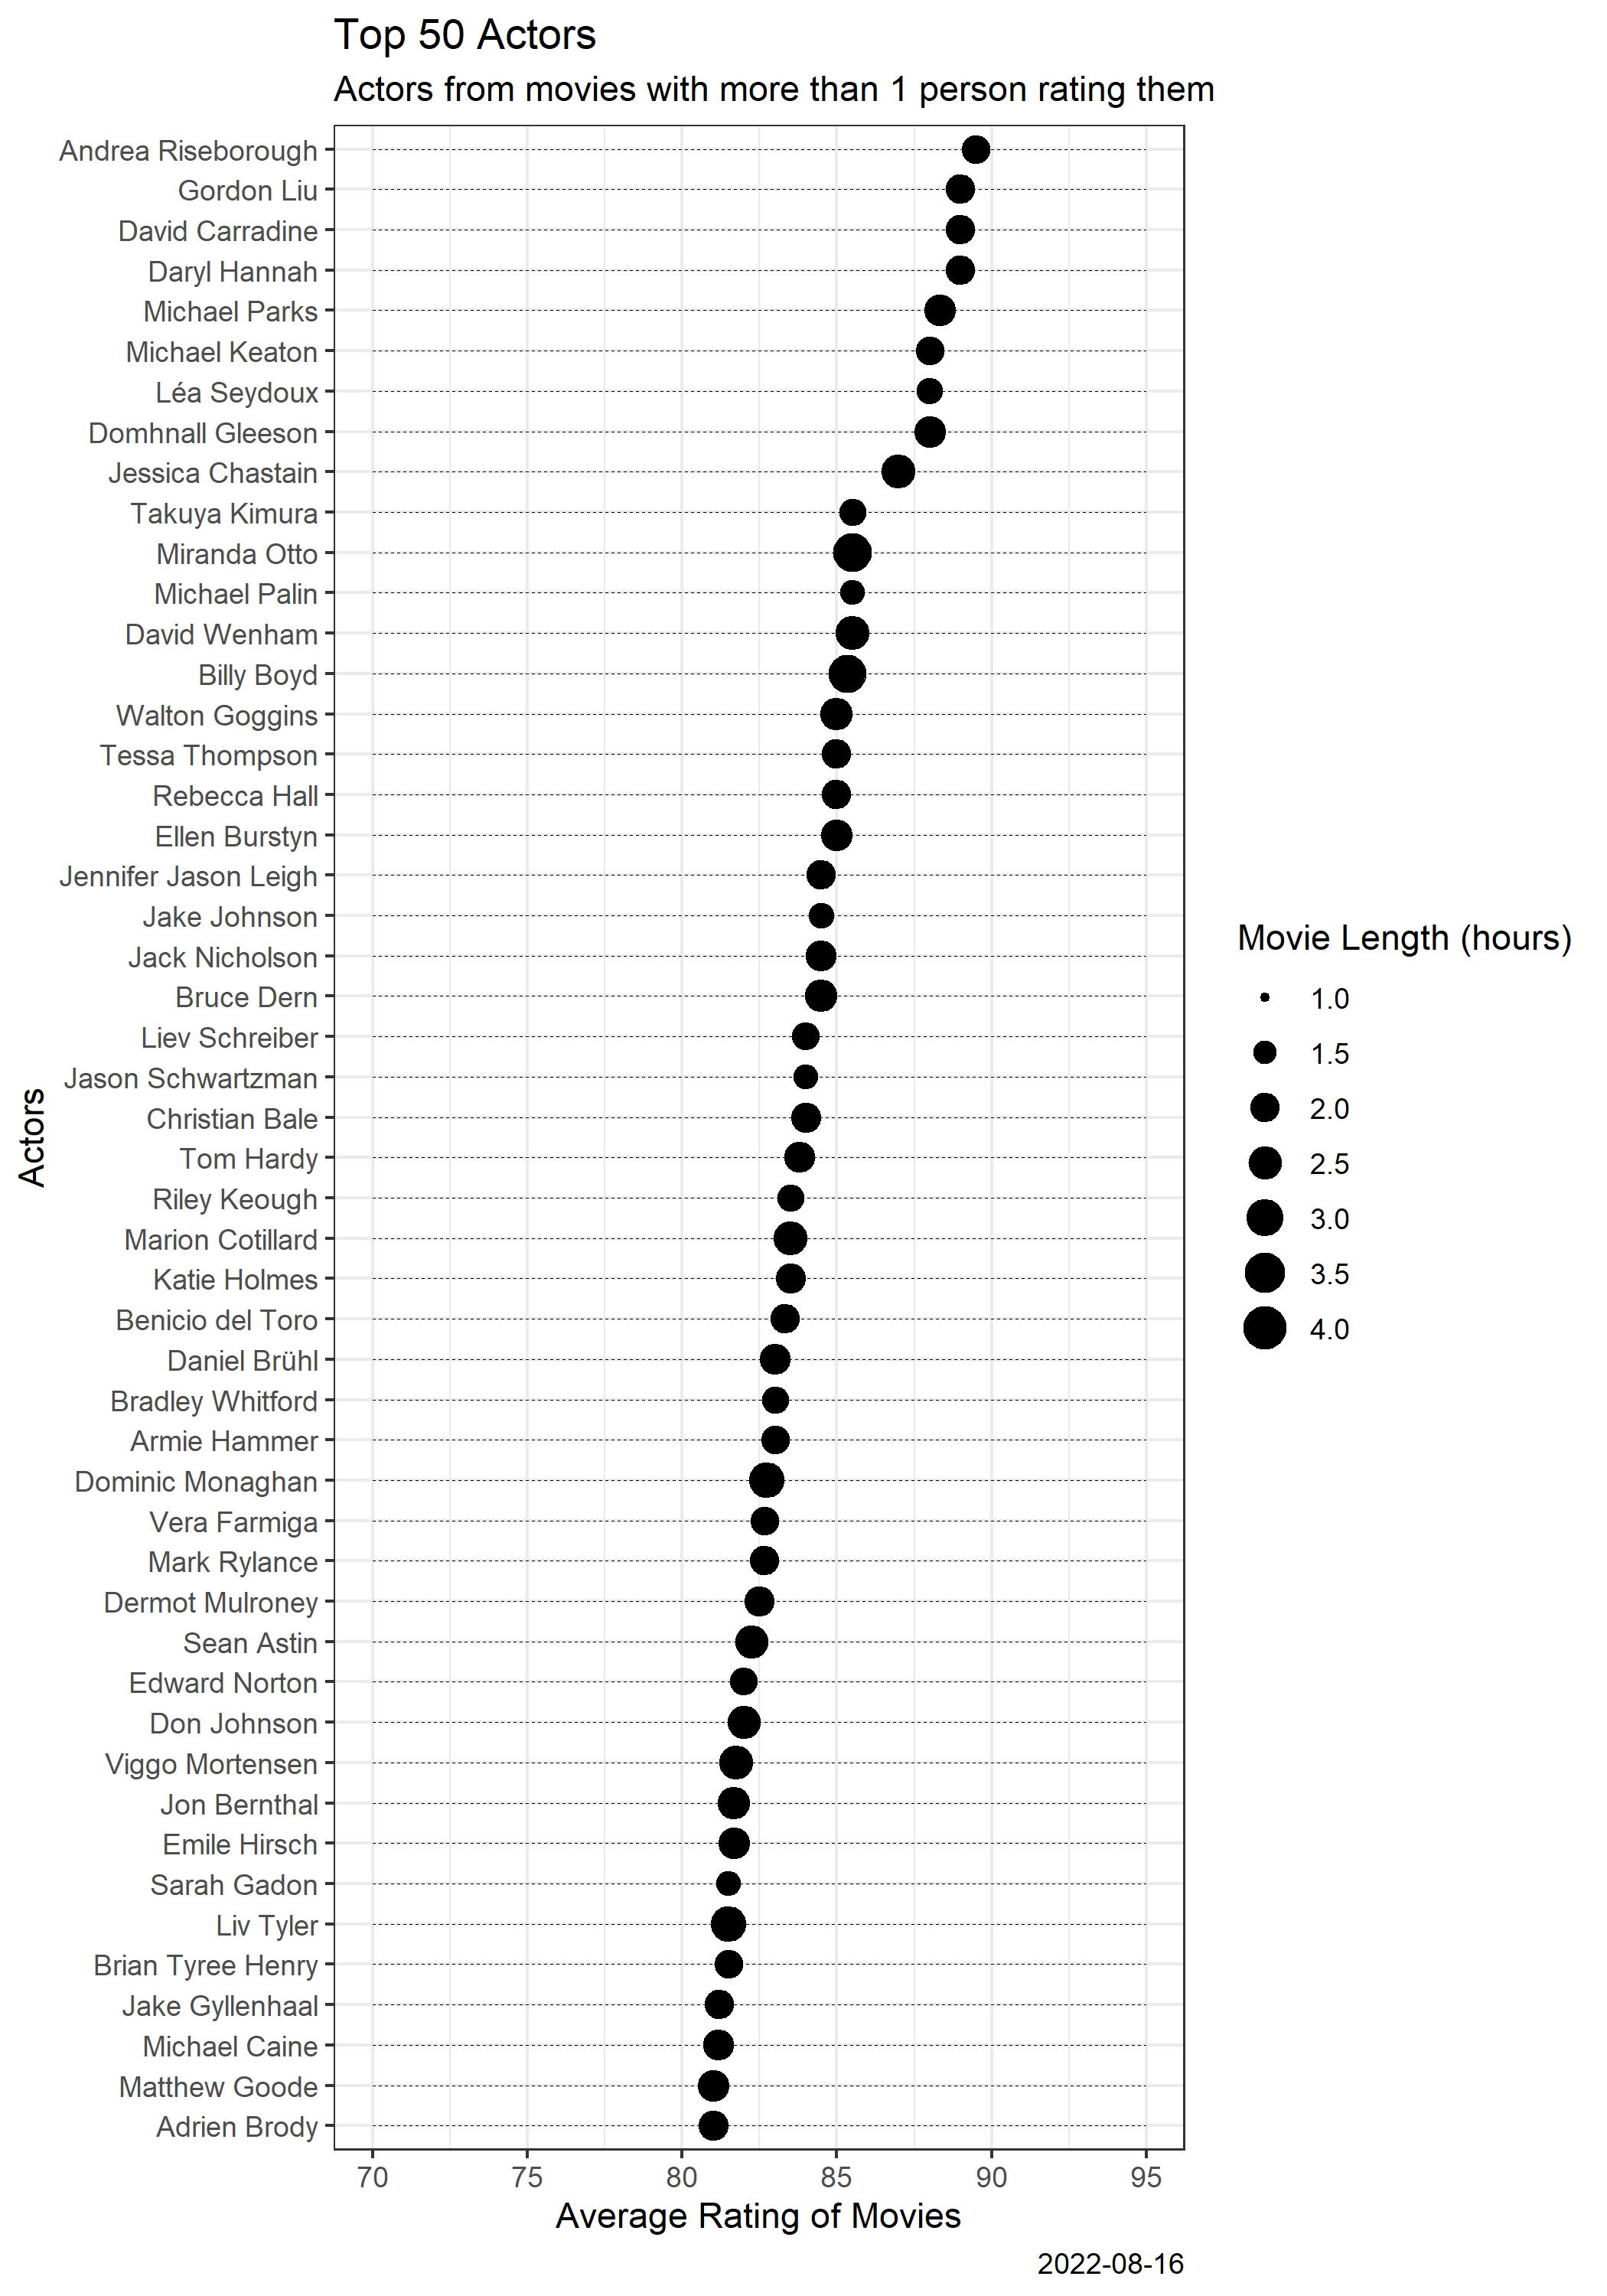 Top 50 Actors
Actors from movies with more than 1 person rating them
Andrea Riseborough
Gordon Liu
David Carradine
Daryl Hannah
Michael Parks
Michael Keaton
Léa Seydoux
Domhnall Gleeson
Jessica Chastain
Takuya Kimura
Miranda Otto
Michael Palin
David Wenham
Billy Boyd
Walton Goggins
Tessa Thompson
Rebecca Hall
Ellen Burstyn
Jennifer Jason Leigh
Jake Johnson
Jack Nicholson
Bruce Dern
Liev Schreiber
Jason Schwartzman
Christian Bale
Tom Hardy
Riley Keough
Marion Cotillard
Katie Holmes
Benicio del Toro
Daniel Brühl
Bradley Whitford
Armie Hammer
Dominic Monaghan
Vera Farmiga
Mark Rylance
Dermot Mulroney
Sean Astin
Edward Norton
Don Johnson
Viggo Mortensen
Jon Bernthal
Emile Hirsch
Sarah Gadon
Liv Tyler
Brian Tyree Henry
Jake Gyllenhaal
Michael Caine
Matthew Goode
Adrien Brody
Actors
70 75 80 85 90 95
Average Rating of Movies
2022-08-16
Movie Length (hours)
1.0
1.5
2.0
2.5
3.0
3.5
4.0